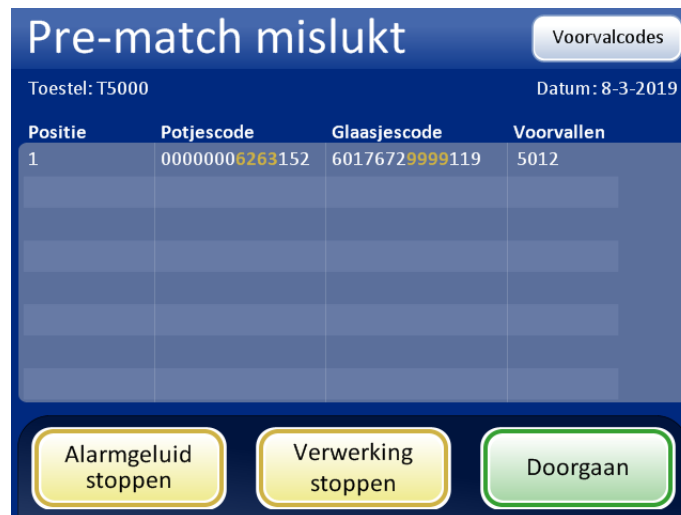 Pre-match mislukt
Voorvalcodes
Toestel: T5000
Datum: 8-3-2019
Positie Potjescode Glaasjescode Voorvallen
1 00000006263152 60176729999119 5012
Alarmgeluid
stoppen
Verwerking
stoppen
Doorgaan